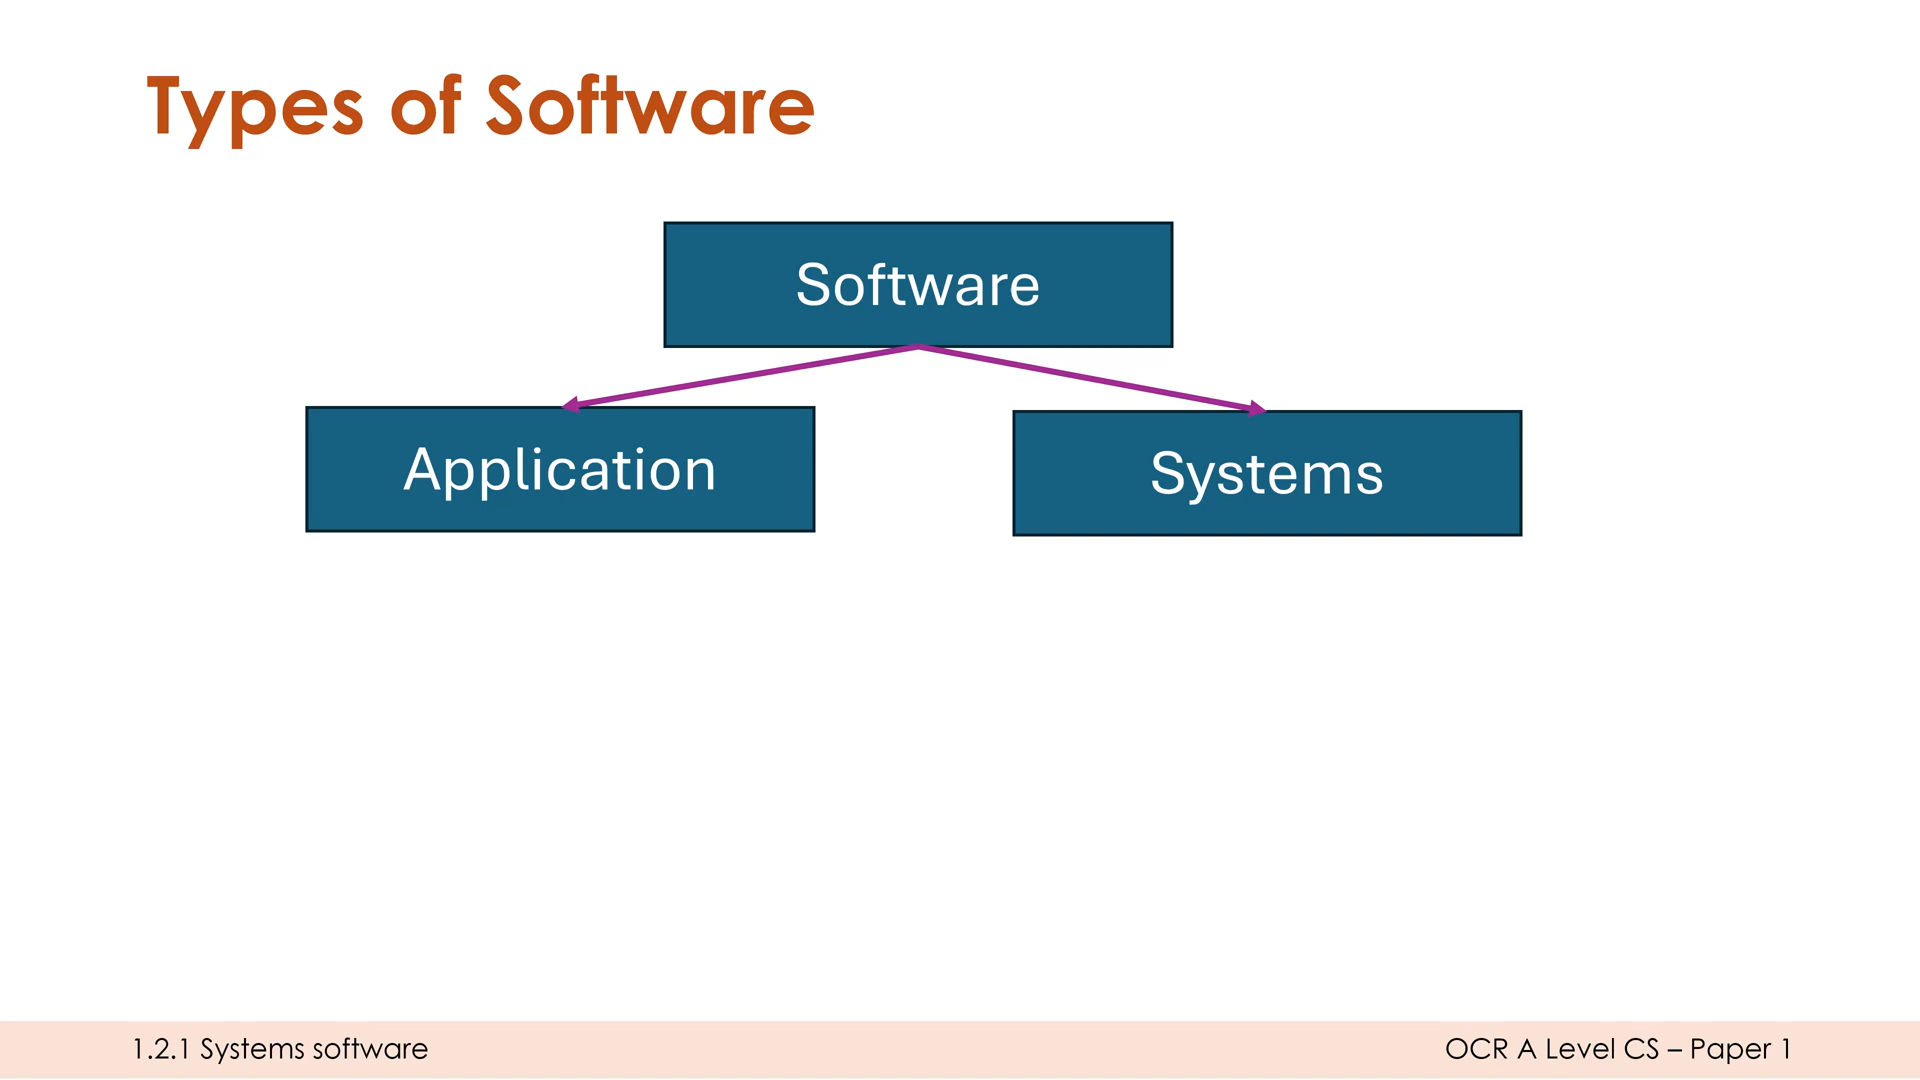 Types of Software
Software
Application
Systems
1.2.1 Systems software
OCR A Level CS – Paper 1